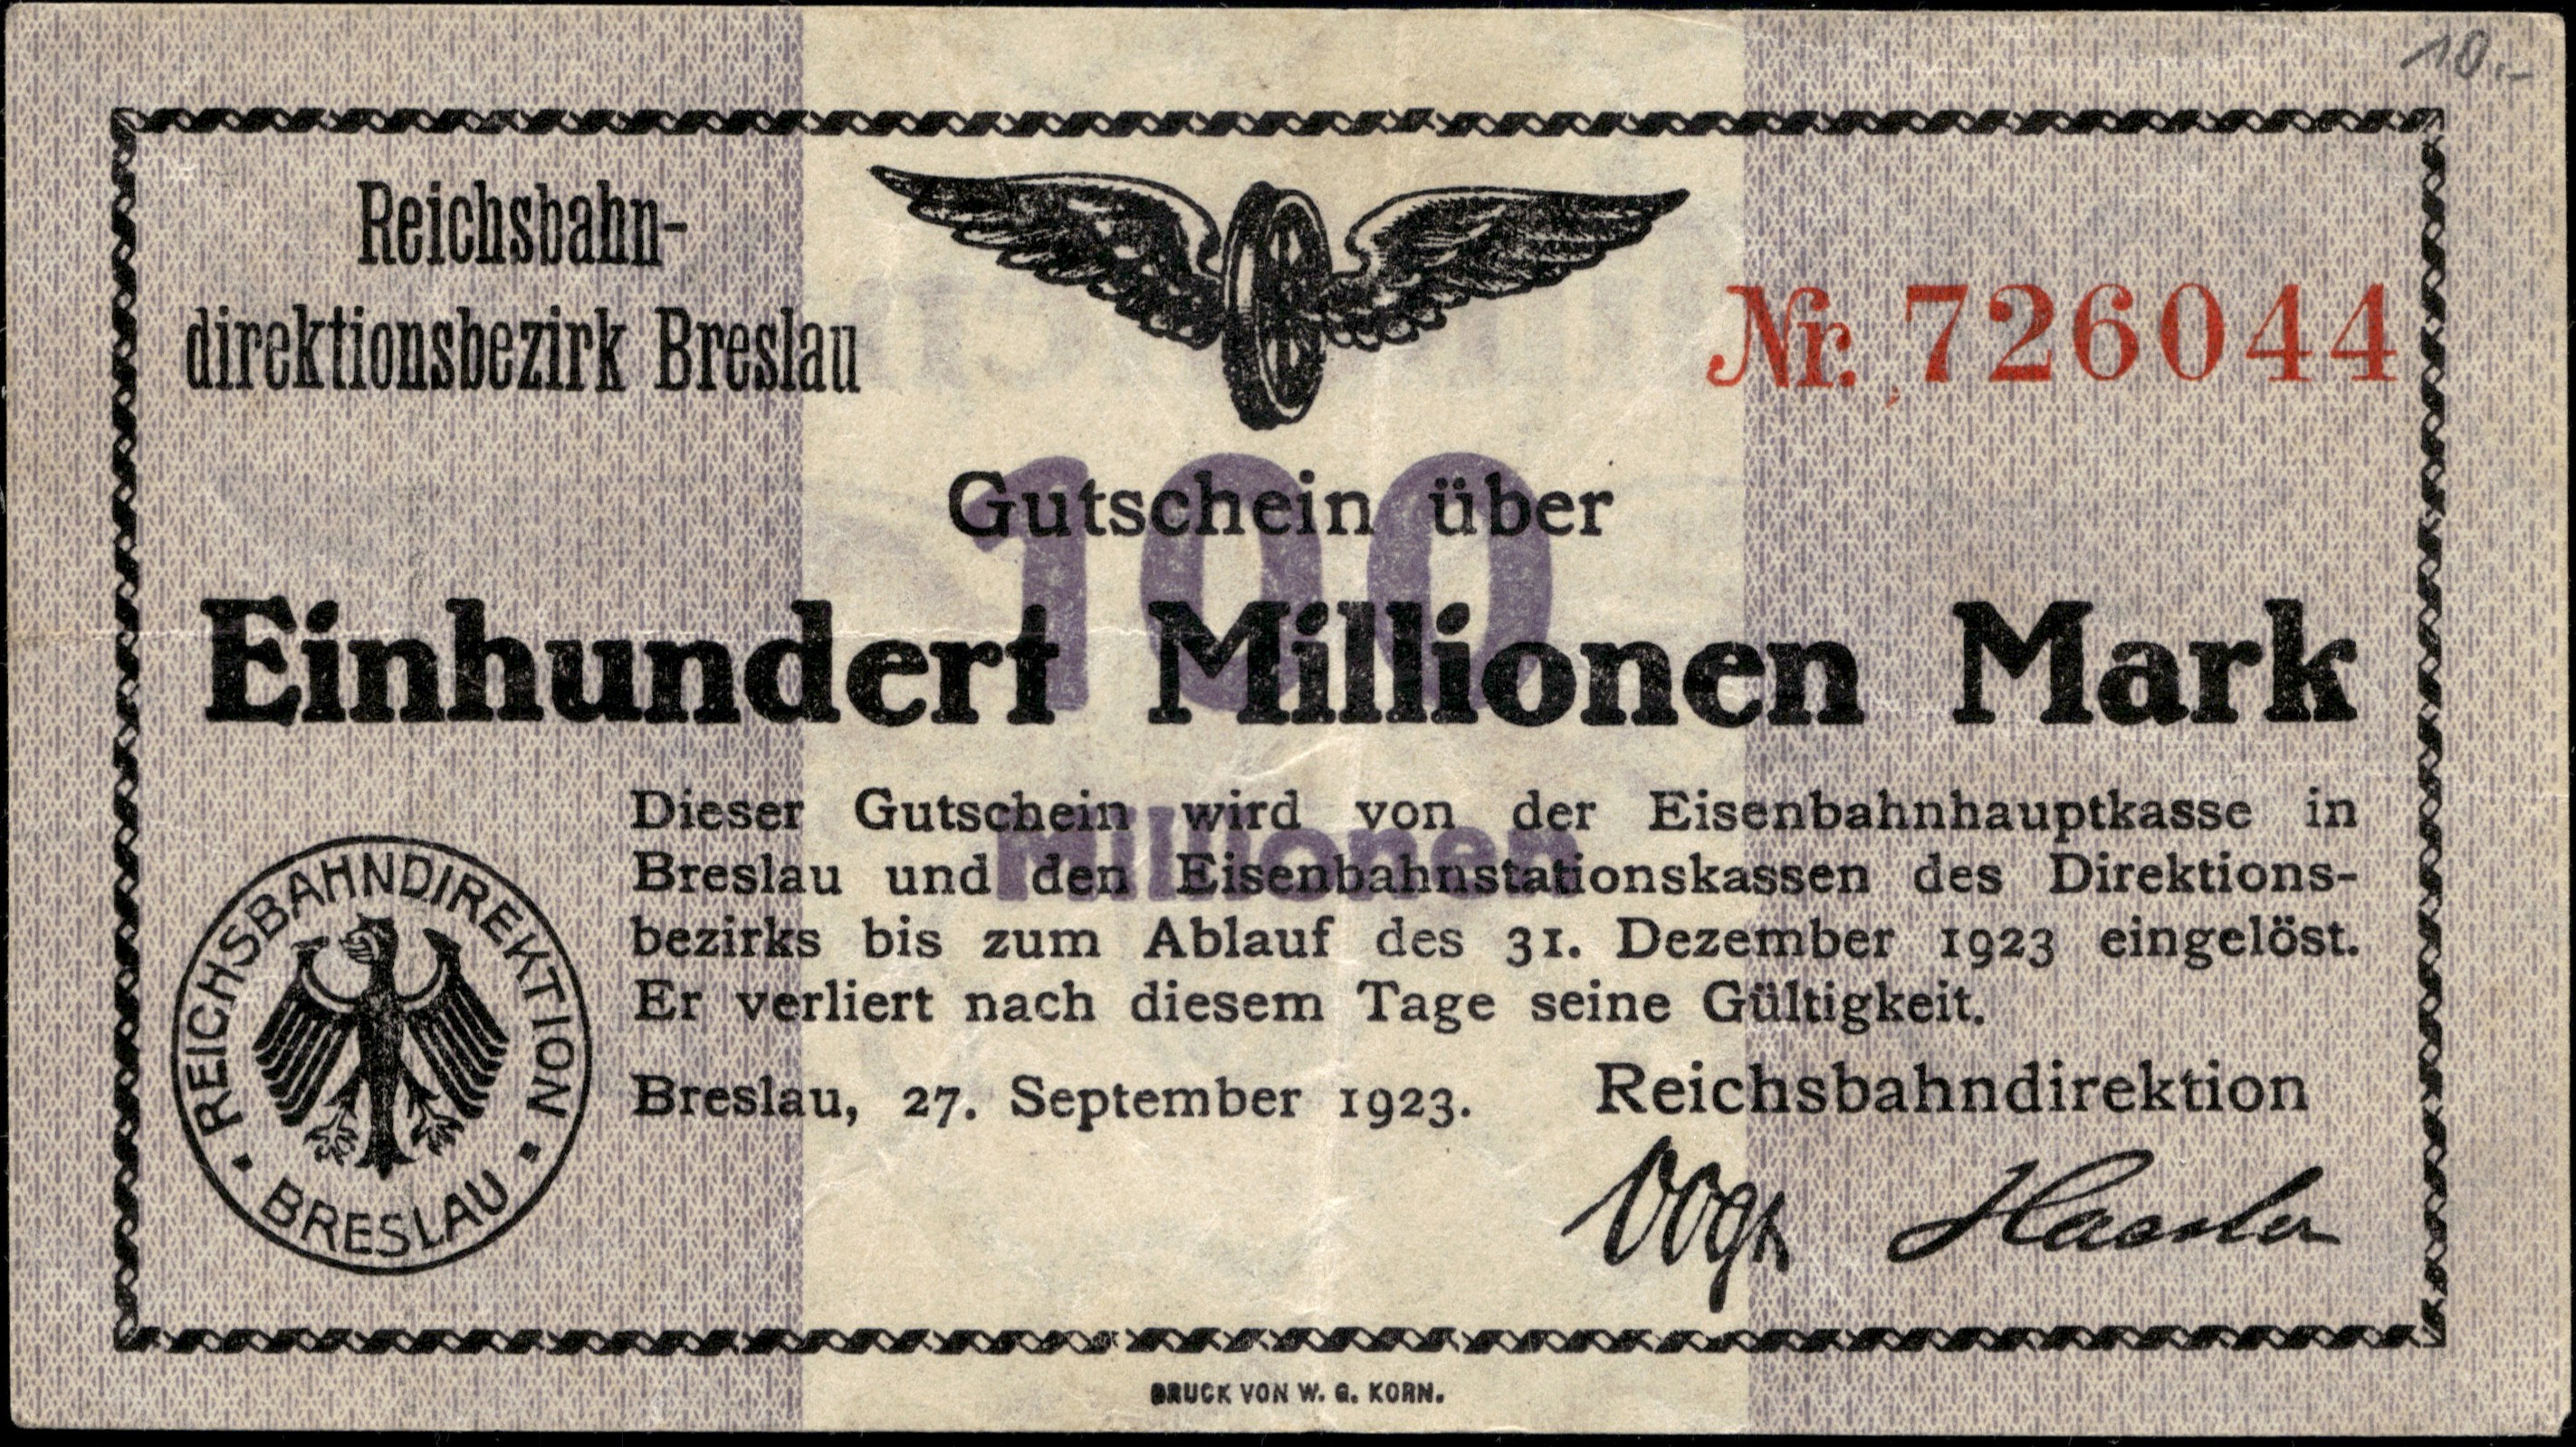 10.-
Reichsbahn-
direktionsbezirk Breslau
Nr. 726044
100
Millionen
Gutschein über
Einhundert Millionen Mark
Dieser Gutschein wird von der Eisenbahnhauptkasse in
Breslau und den Eisenbahnstationskassen des Direktions-
bezirks bis zum Ablauf des 31. Dezember 1923 eingelöst.
Er verliert nach diesem Tage seine Gültigkeit.
Breslau, 27. September 1923.
Reichsbahndirektion
Vogt
REICHSBAHNDIREKTION
BRESLAU
DRUCK VON W. G. KORN.